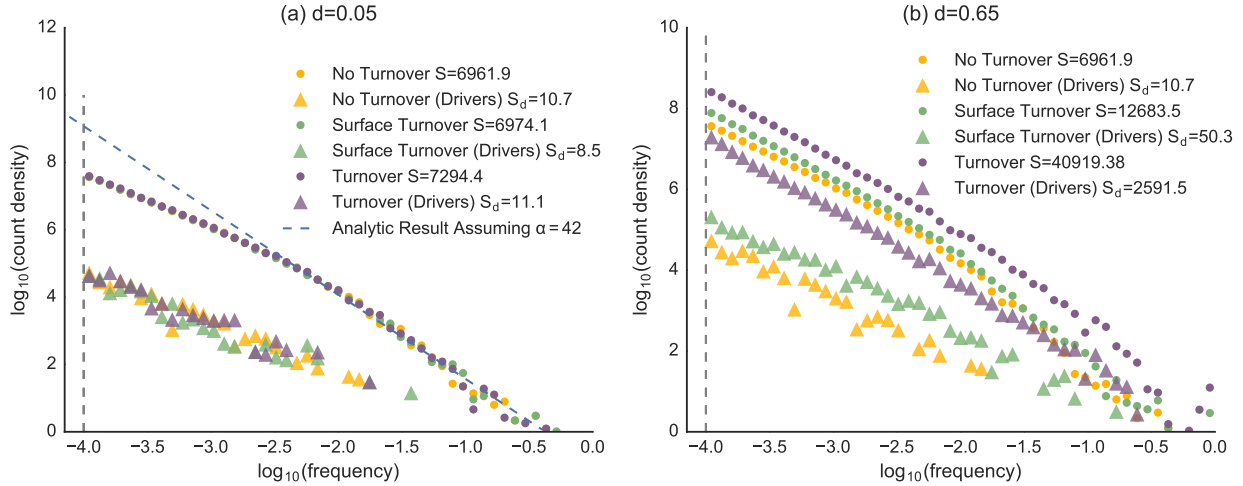 (a) d=0.05
12
10
8
6
4
2
0
log10(count density)
No Turnover S=6961.9
No Turnover (Drivers) Sd=10.7
Surface Turnover S=6974.1
Surface Turnover (Drivers) Sd=8.5
Turnover S=7294.4
Turnover (Drivers) Sd=11.1
Analytic Result Assuming α=42
−4.0 −3.5 −3.0 −2.5 −2.0 −1.5 −1.0 −0.5 0.0
log10(frequency)
(b) d=0.65
10
8
6
4
2
0
log10(count density)
No Turnover S=6961.9
No Turnover (Drivers) Sd=10.7
Surface Turnover S=12683.5
Surface Turnover (Drivers) Sd=50.3
Turnover S=40919.38
Turnover (Drivers) Sd=2591.5
−4.0 −3.5 −3.0 −2.5 −2.0 −1.5 −1.0 −0.5 0.0
log10(frequency)